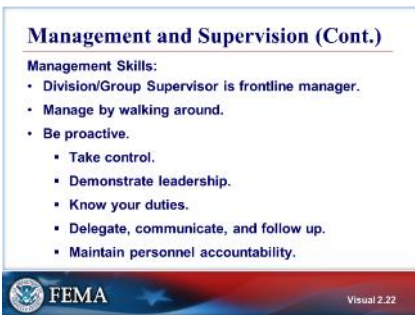 Management and Supervision (Cont.)
Management Skills:
• Division/Group Supervisor is frontline manager.
• Manage by walking around.
• Be proactive.
▪ Take control.
▪ Demonstrate leadership.
▪ Know your duties.
▪ Delegate, communicate, and follow up.
▪ Maintain personnel accountability.
FEMA
Visual 2.22